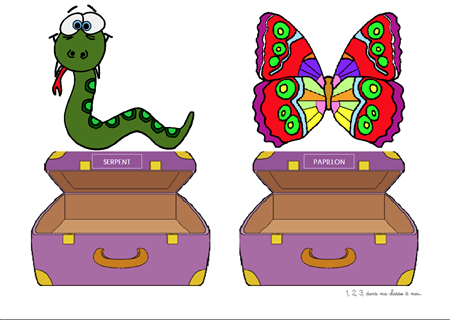 SERPENT
PAPILLON
1, 2, 3, dans ma classe à moi...